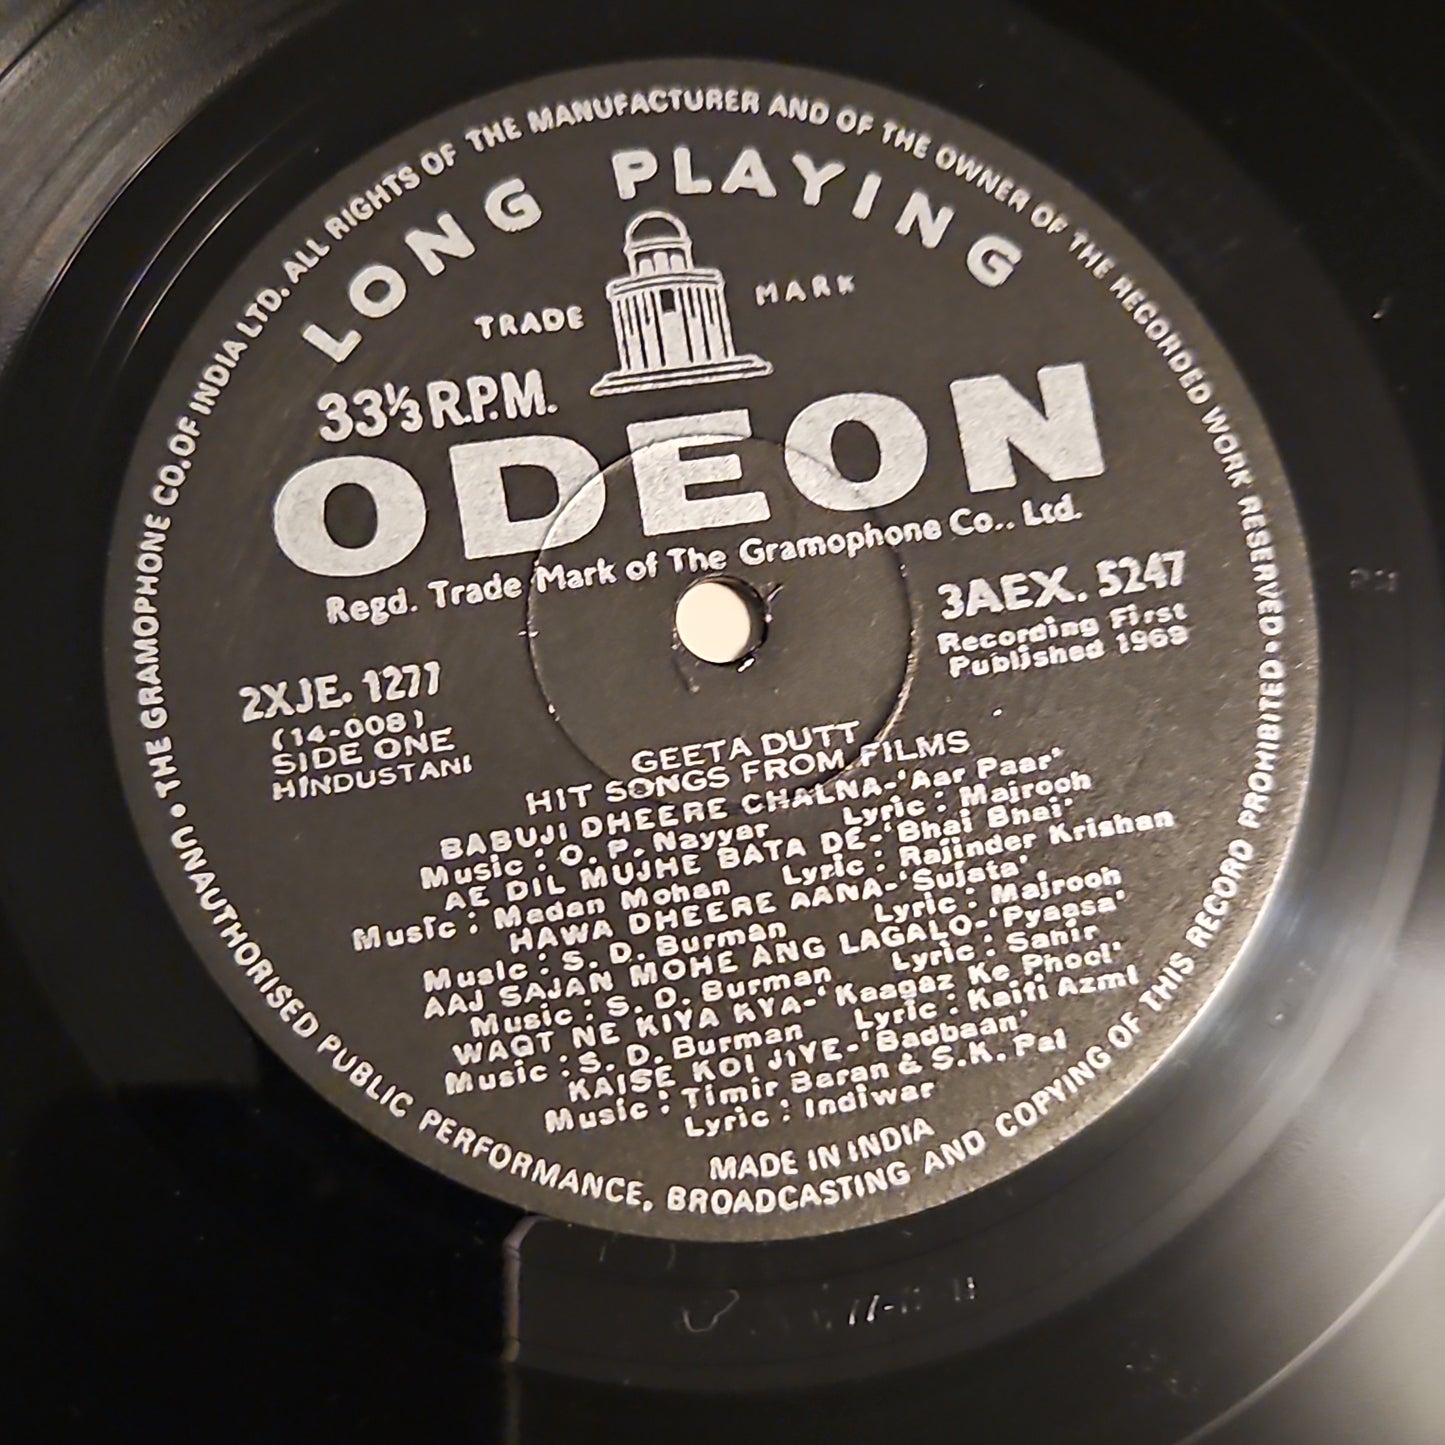 • THE GRAMOPHONE CO. OF INDIA LTD. ALL RIGHTS OF THE MANUFACTURER AND OF THE OWNER OF THE RECORDED WORK RESERVED • UNAUTHORISED PUBLIC PERFORMANCE, BROADCASTING AND COPYING OF THIS RECORD PROHIBITED •
LONG PLAYING
TRADE MARK
33⅓ R.P.M.
ODEON
Regd. Trade Mark of The Gramophone Co.. Ltd.
3AEX. 5247
Recording First
Published 1969
2XJE. 1277
(14-008)
SIDE ONE
HINDUSTANI
GEETA DUTT
HIT SONGS FROM FILMS
BABUJI DHEERE CHALNA-'Aar Paar'
Music : O. P. Nayyar Lyric : Majrooh
AE DIL MUJHE BATA DE-'Bhai Bhai'
Music : Madan Mohan Lyric : Rajinder Krishan
HAWA DHEERE AANA-'Sujata'
Music : S. D. Burman Lyric : Majrooh
AAJ SAJAN MOHE ANG LAGALO-'Pyaasa'
Music : S. D. Burman Lyric : Sahir
WAQT NE KIYA KYA-'Kaagaz Ke Phool'
Music : S. D. Burman Lyric : Kaifi Azmi
KAISE KOI JIYE-'Badbaan'
Music : Timir Baran & S.K. Pal
Lyric : Indiwar
MADE IN INDIA